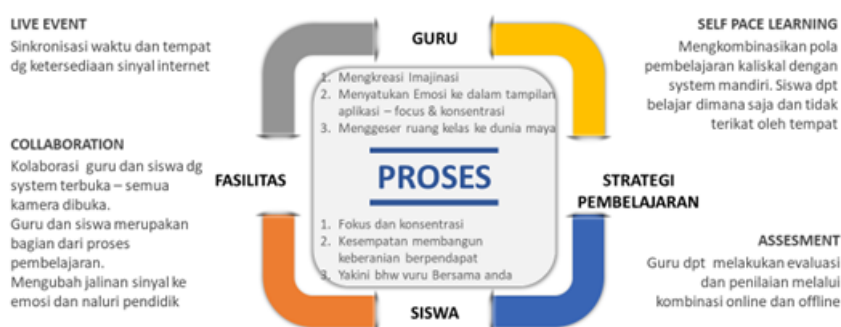 LIVE EVENT
Sinkronisasi waktu dan tempat
dg ketersediaan sinyal internet
COLLABORATION
Kolaborasi guru dan siswa dg
system terbuka – semua
kamera dibuka.
Guru dan siswa merupakan
bagian dari proses
pembelajaran.
Mengubah jalinan sinyal ke
emosi dan naluri pendidik
GURU
1. Mengkreasi Imajinasi
2. Menyatukan Emosi ke dalam tampilan
aplikasi – focus & konsentrasi
3. Menggeser ruang kelas ke dunia maya
FASILITAS
PROSES
STRATEGI
PEMBELAJARAN
1. Fokus dan konsentrasi
2. Kesempatan membangun
keberanian berpendapat
3. Yakini bhw vuru Bersama anda
SISWA
SELF PACE LEARNING
Mengkombinasikan pola
pembelajaran kaliskal dengan
system mandiri. Siswa dpt
belajar dimana saja dan tidak
terikat oleh tempat
ASSESMENT
Guru dpt melakukan evaluasi
dan penilaian melalui
kombinasi online dan offline